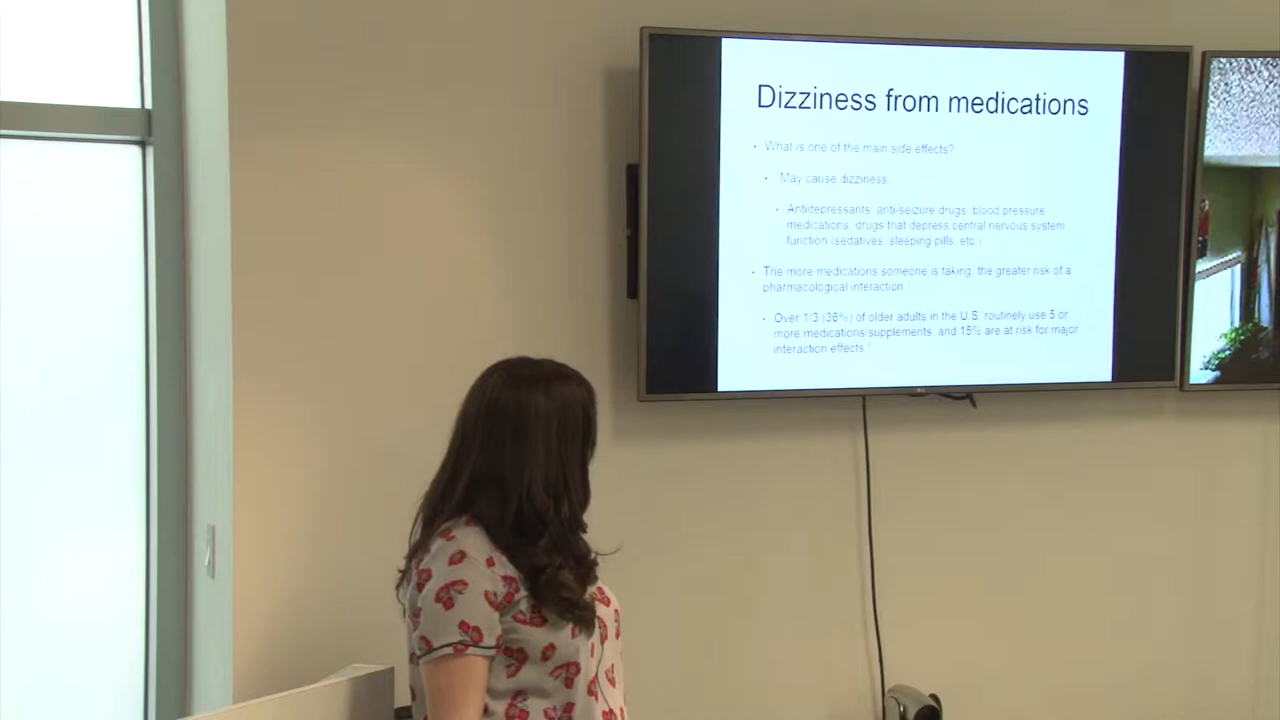 Dizziness from medications
What is one of the main side effects?
May cause dizziness.
Antidepressants, anti-seizure drugs, blood pressure
medications, drugs that depress central nervous system
function (sedatives, sleeping pills, etc.)
The more medications someone is taking, the greater risk of a
pharmacological interaction.
Over 1/3 (36%) of older adults in the U.S. routinely use 5 or
more medications/supplements, and 15% are at risk for major
interaction effects.
LG